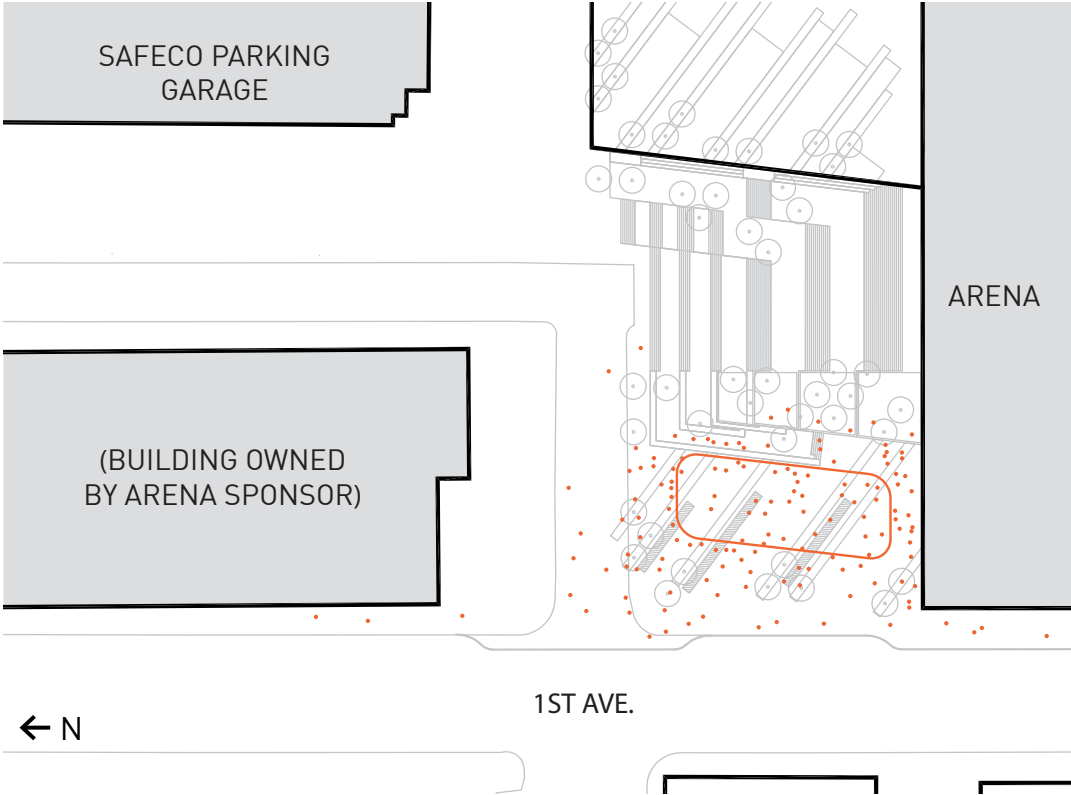 SAFECO PARKING
GARAGE
ARENA
(BUILDING OWNED
BY ARENA SPONSOR)
1ST AVE.
← N